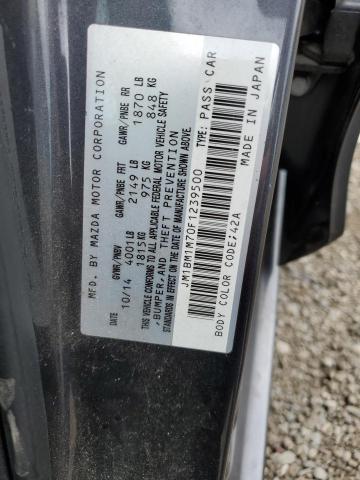 MFD BY MAZDA MOTOR CORPORATION
GVWR/PNBV GAWR/PNBE FRT GAWR/PNBE RR
10/14 4001LB 2149 LB 1870 LB
1815KG 975 KG 848 KG
THIS VEHICLE CONFORMS TO ALL APPLICABLE FEDERAL MOTOR VEHICLE SAFETY
,BUMPER,AND THEFT PREVENTION
STANDARDS IN EFFECT ON THE DATE OF MANUFACTURE SHOWN ABOVE
JM1BM1M70F1239500 TYPE: PASS CAR
BODY COLOR CODE:42A MADE IN JAPAN